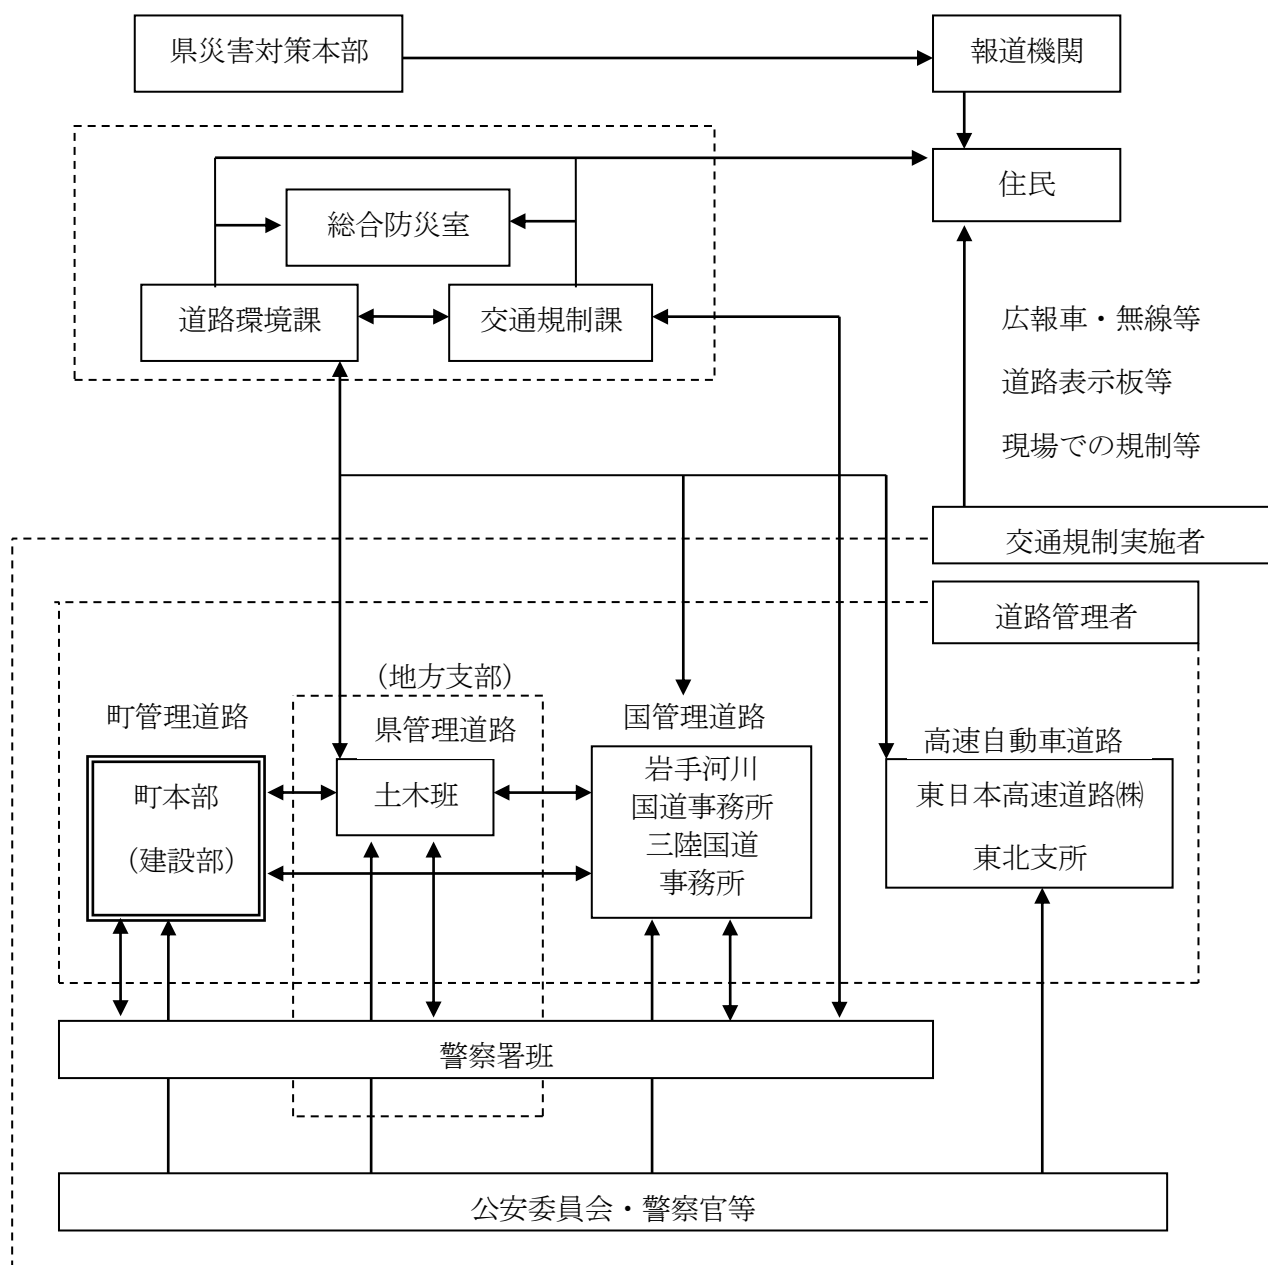 県災害対策本部
報道機関
住民
総合防災室
道路環境課
交通規制課
広報車・無線等
道路表示板等
現場での規制等
交通規制実施者
道路管理者
（地方支部）
町管理道路
県管理道路
国管理道路
高速自動車道路
町本部
（建設部）
土木班
岩手河川
国道事務所
三陸国道
事務所
東日本高速道路㈱
東北支所
警察署班
公安委員会・警察官等